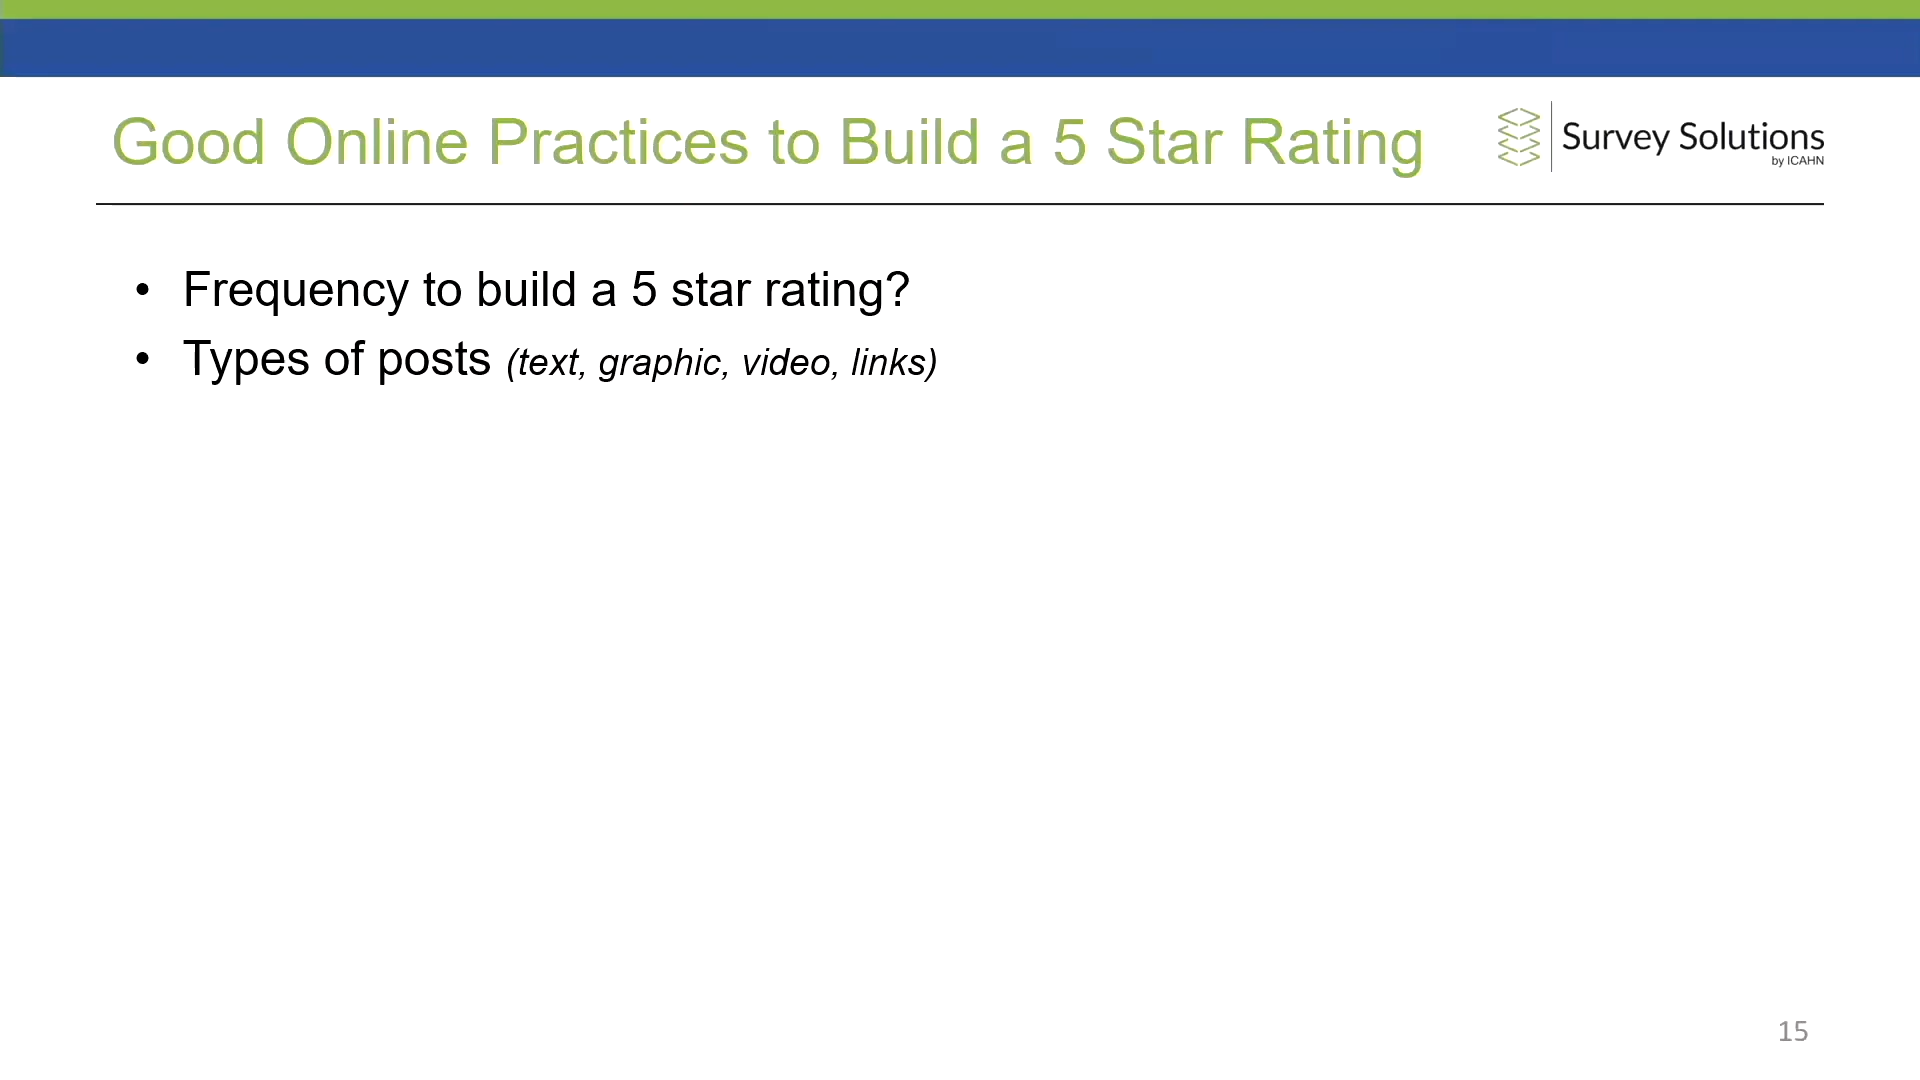 Good Online Practices to Build a 5 Star Rating
Survey Solutions
by ICAHN
• Frequency to build a 5 star rating?
• Types of posts (text, graphic, video, links)
15